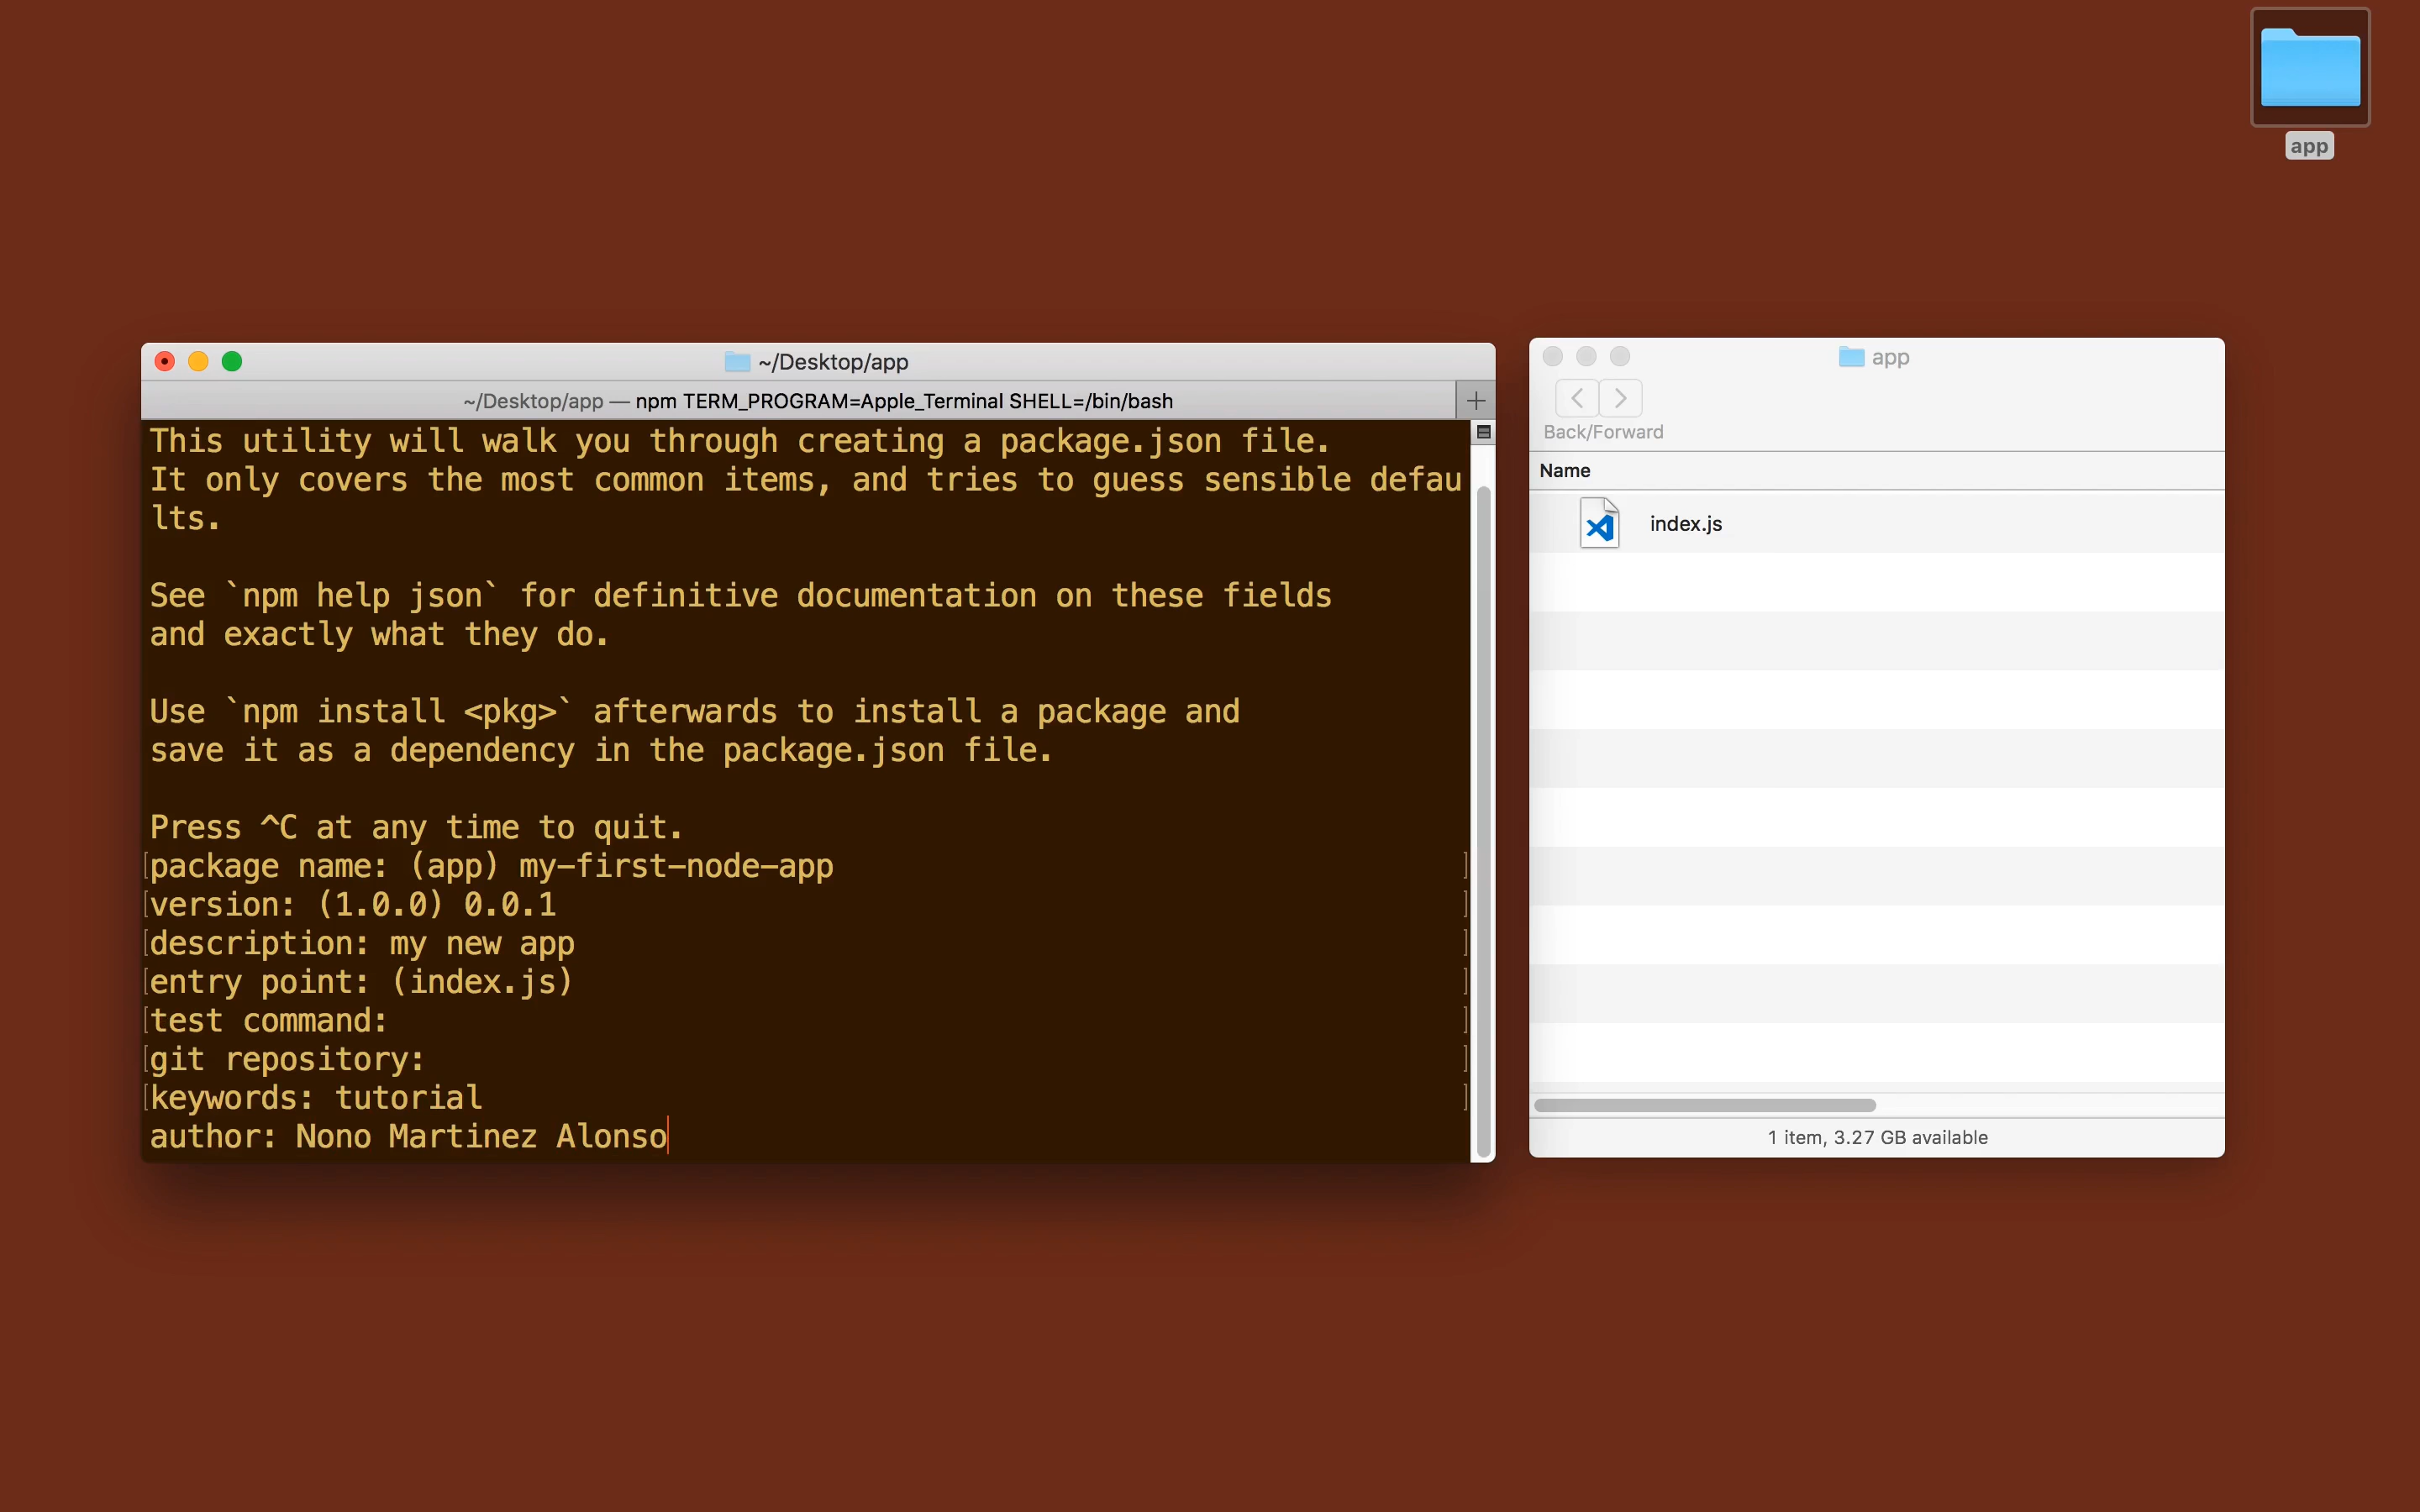 app
~/Desktop/app
~/Desktop/app — npm TERM_PROGRAM=Apple_Terminal SHELL=/bin/bash
This utility will walk you through creating a package.json file.
It only covers the most common items, and tries to guess sensible defau
lts.
See `npm help json` for definitive documentation on these fields
and exactly what they do.
Use `npm install <pkg>` afterwards to install a package and
save it as a dependency in the package.json file.
Press ^C at any time to quit.
[package name: (app) my-first-node-app ]
[version: (1.0.0) 0.0.1 ]
[description: my new app ]
[entry point: (index.js) ]
[test command: ]
[git repository: ]
[keywords: tutorial ]
author: Nono Martinez Alonso
app
Back/Forward
Name
index.js
1 item, 3.27 GB available